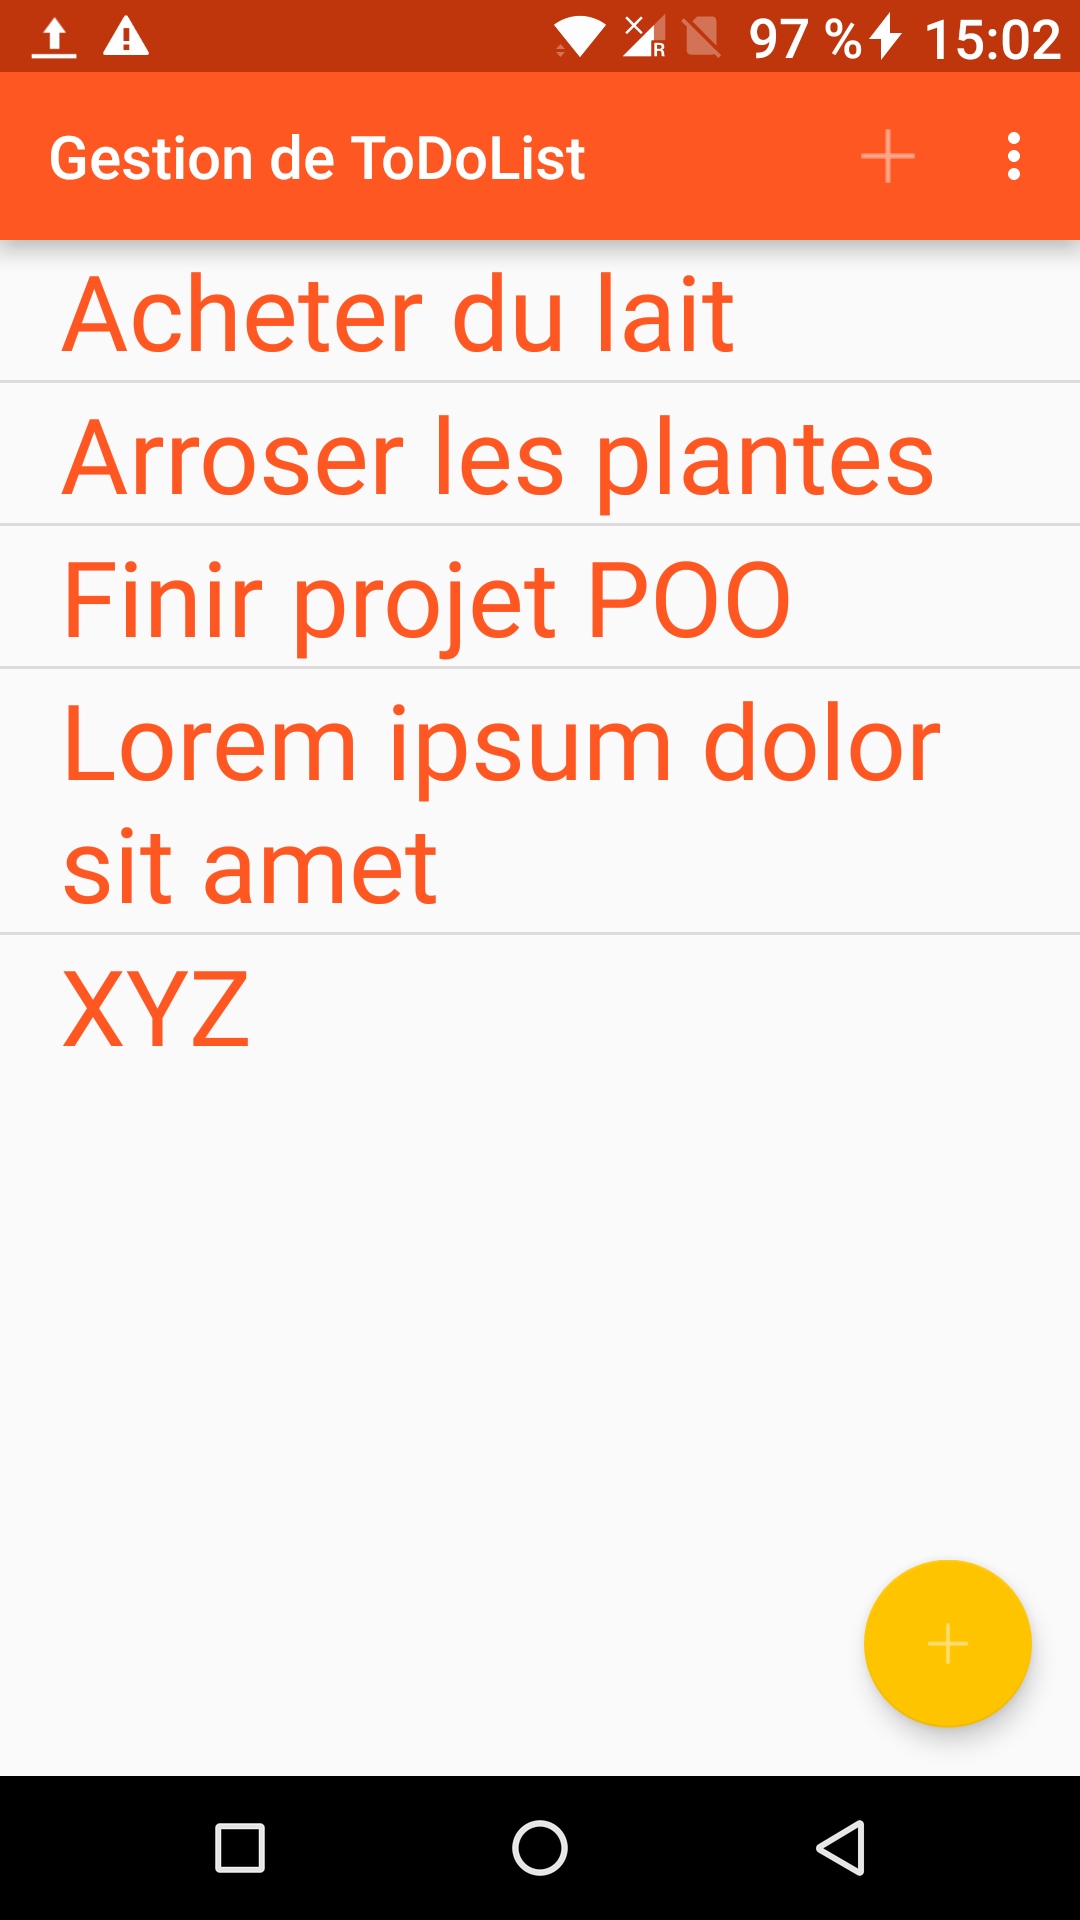 97 % 15:02
Gestion de ToDoList
Acheter du lait
Arroser les plantes
Finir projet POO
Lorem ipsum dolor
sit amet
XYZ